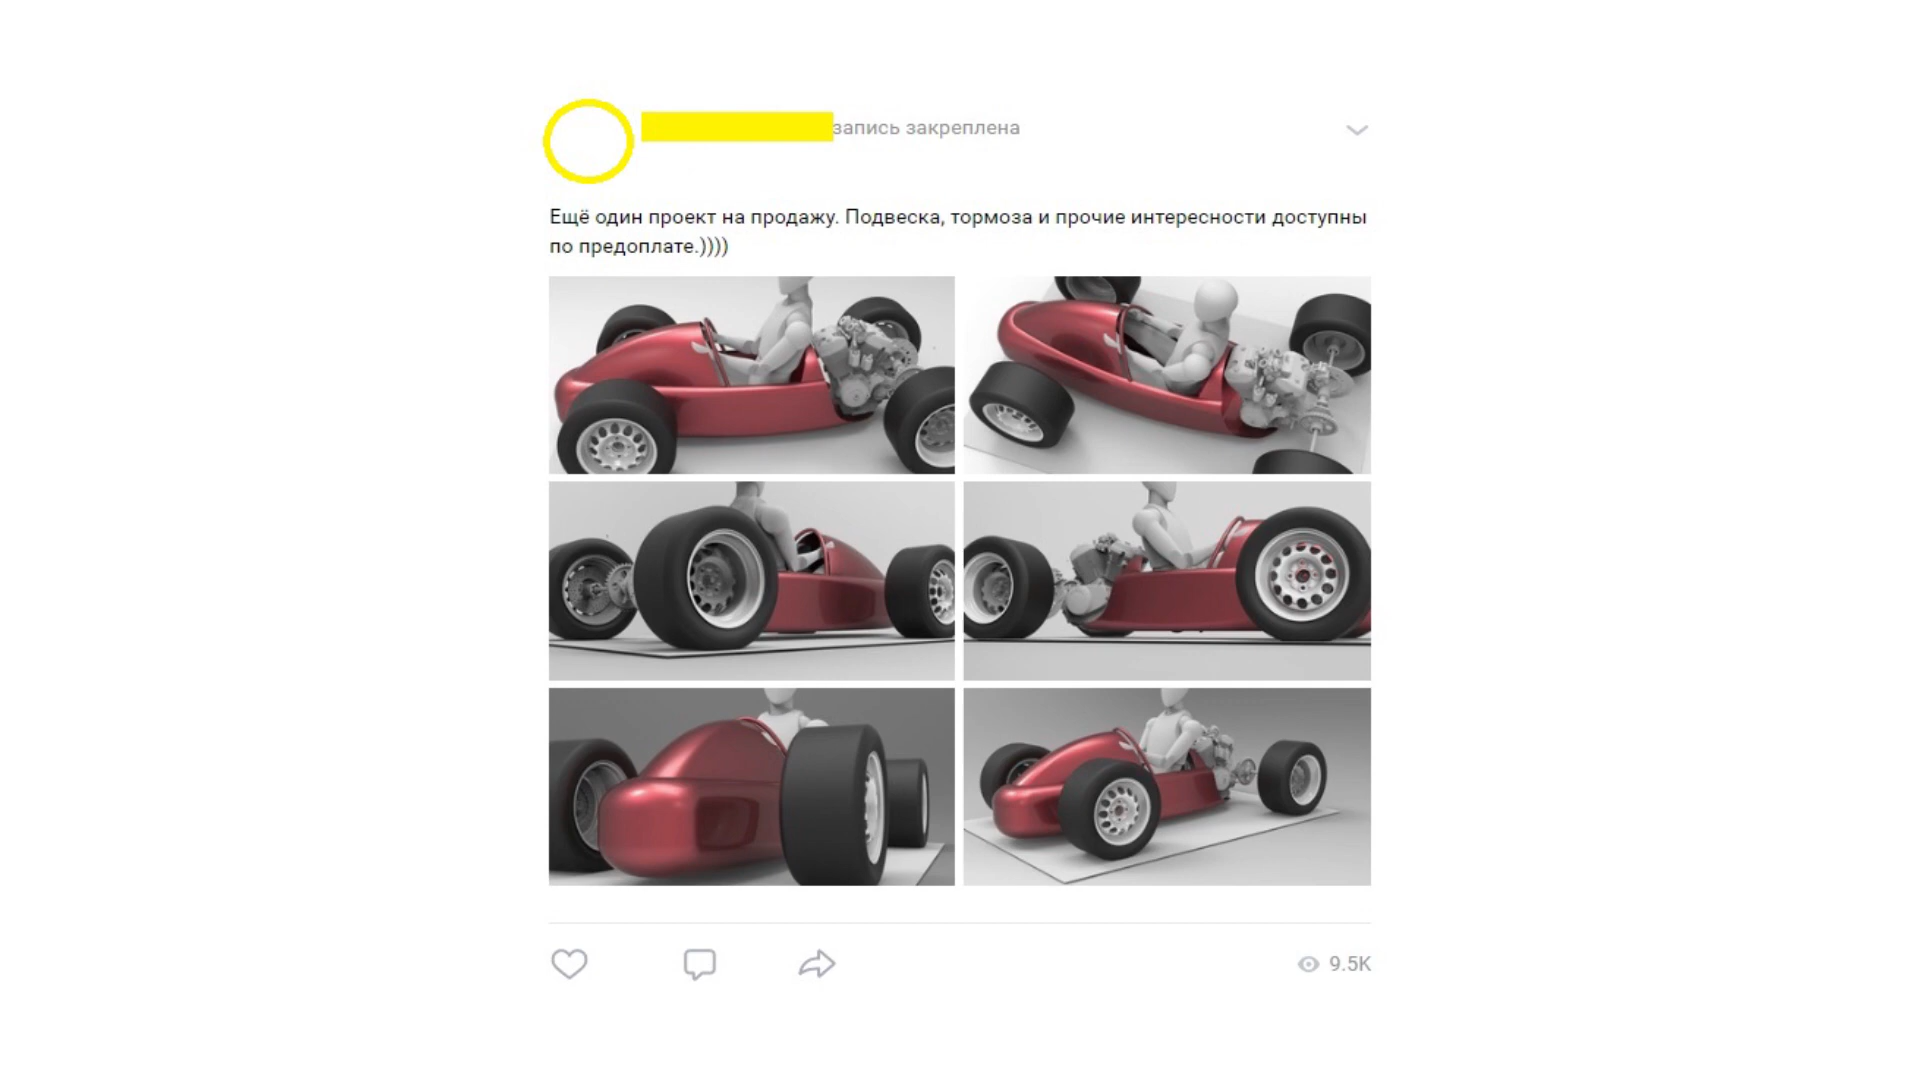 запись закреплена
Ещё один проект на продажу. Подвеска, тормоза и прочие интересности доступны
по предоплате.))))
9.5K